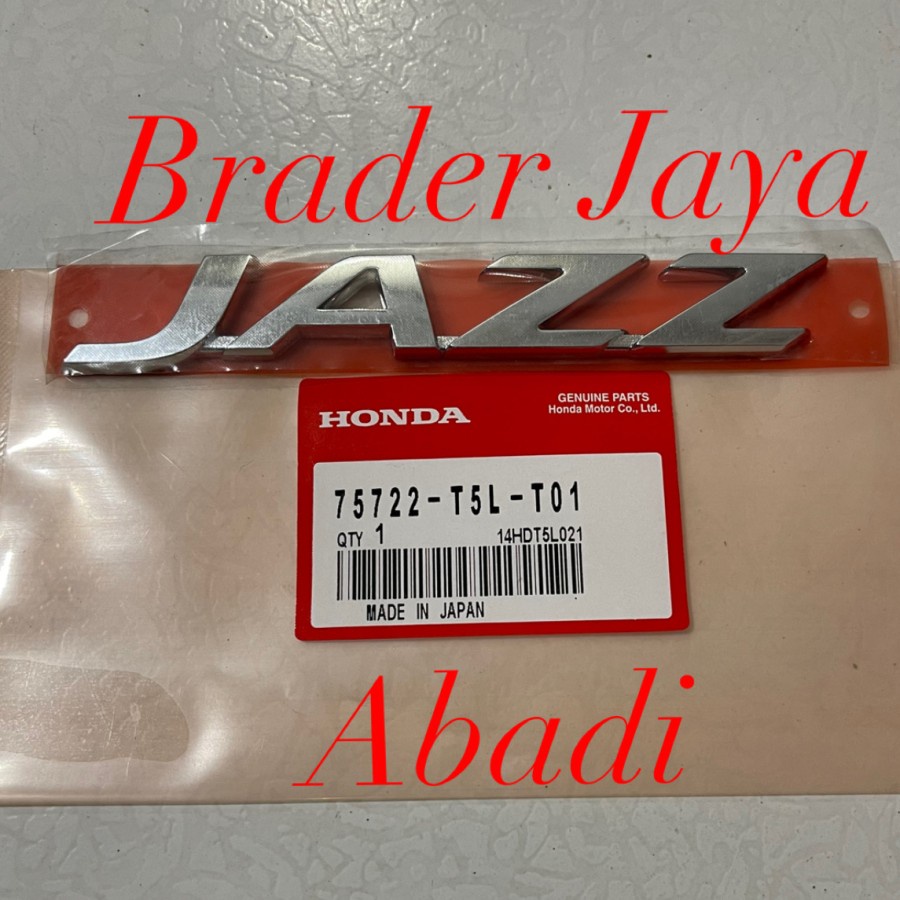 Brader Jaya
JAZZ
HONDA
GENUINE PARTS
Honda Motor Co., Ltd.
75722-T5L-T01
QTY 1
14HDT5L021
MADE IN JAPAN
Abadi